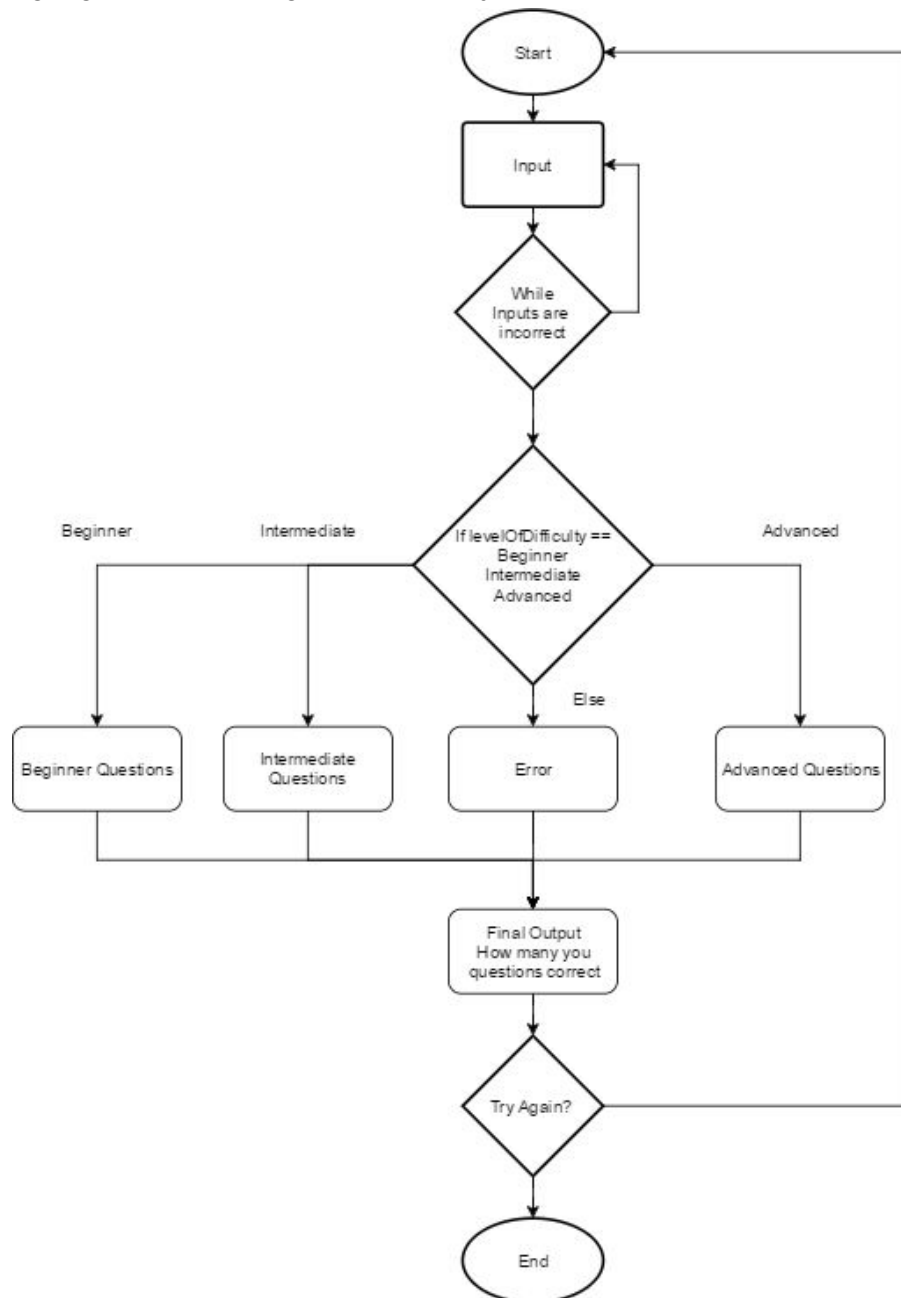 Start
Input
While
Inputs are
incorrect
If levelOfDifficulty ==
Beginner
Intermediate
Advanced
Beginner
Intermediate
Advanced
Else
Beginner Questions
Intermediate
Questions
Error
Advanced Questions
Final Output
How many you
questions correct
Try Again?
End